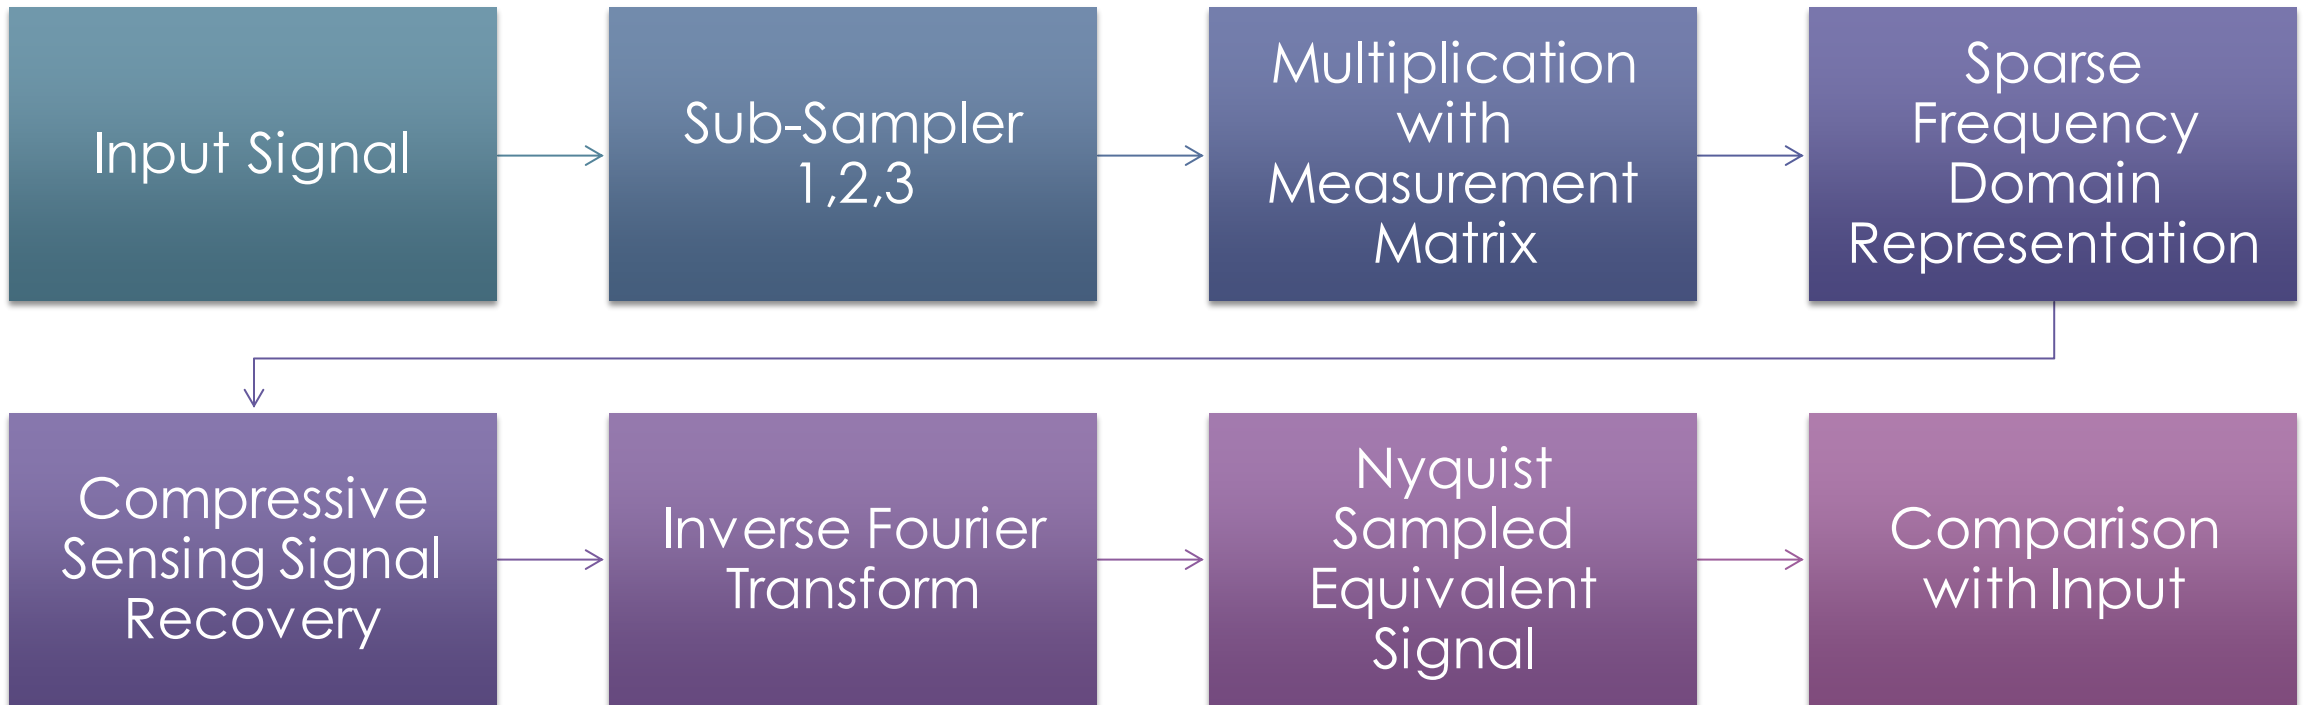 Input Signal
Sub-Sampler
1,2,3
Multiplication
with
Measurement
Matrix
Sparse
Frequency
Domain
Representation
Compressive
Sensing Signal
Recovery
Inverse Fourier
Transform
Nyquist
Sampled
Equivalent
Signal
Comparison
with Input